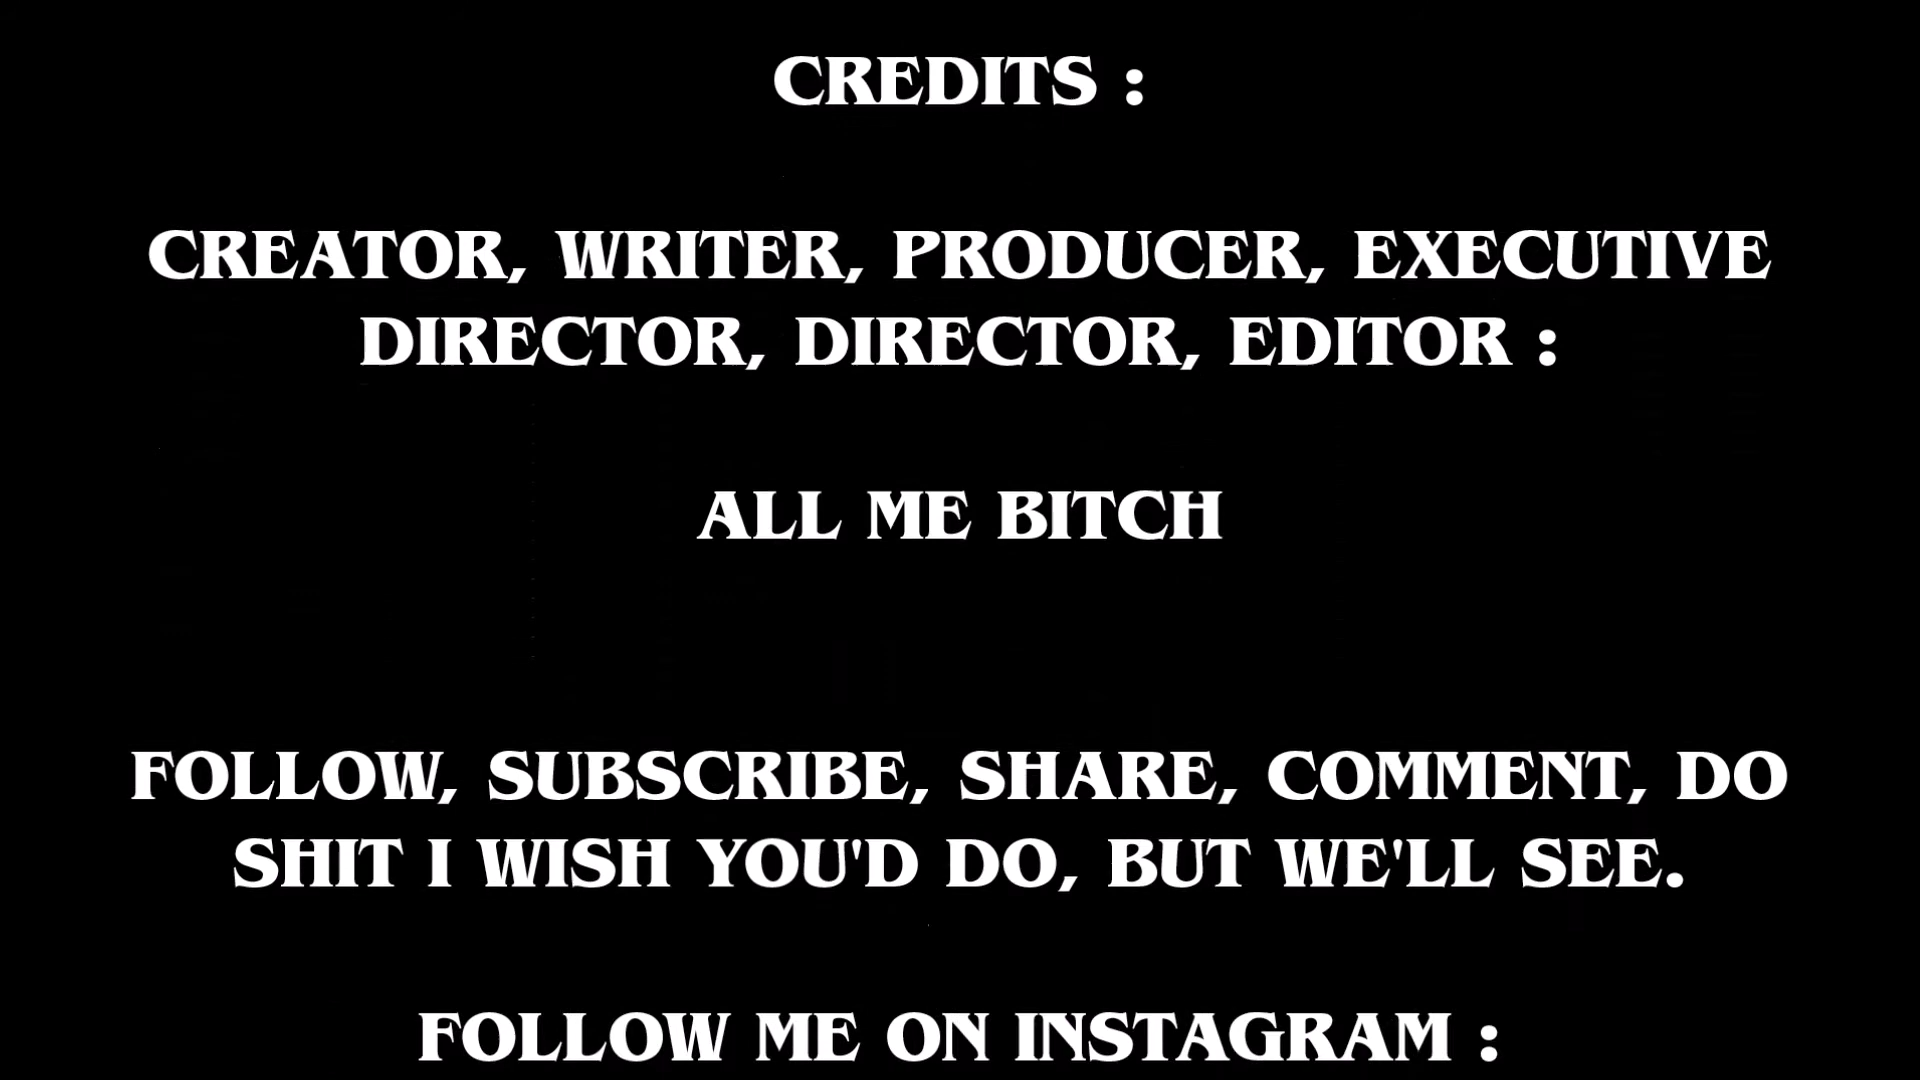 CREDITS :
CREATOR, WRITER, PRODUCER, EXECUTIVE
DIRECTOR, DIRECTOR, EDITOR :
ALL ME BITCH
FOLLOW, SUBSCRIBE, SHARE, COMMENT, DO
SHIT I WISH YOU'D DO, BUT WE'LL SEE.
FOLLOW ME ON INSTAGRAM :